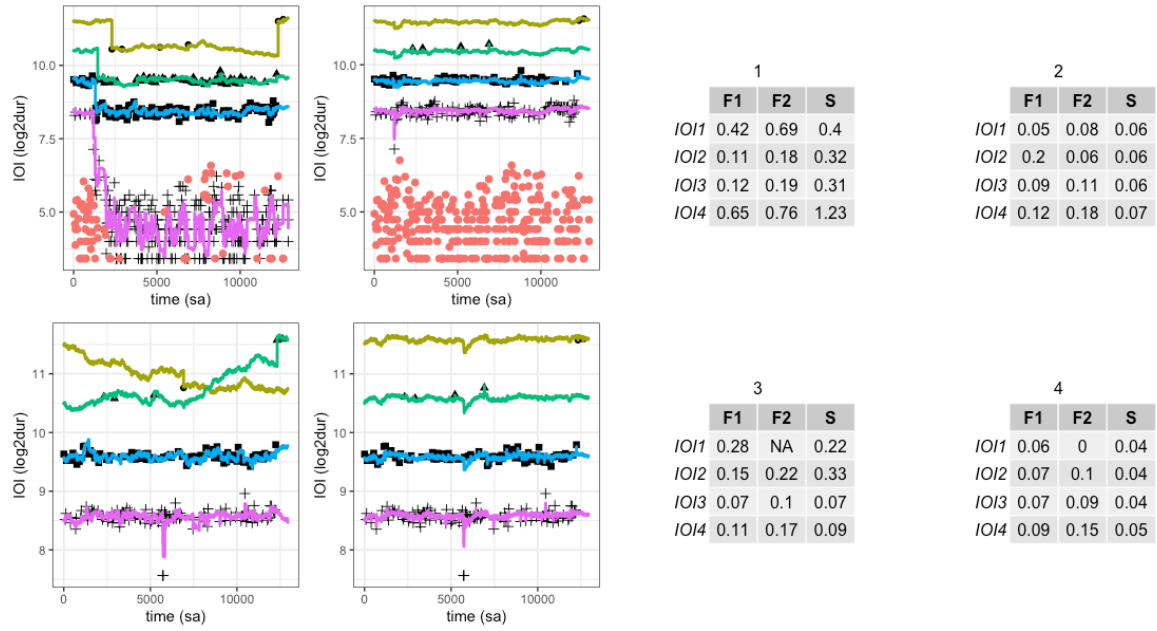 10.0
7.5
5.0
IOI (log2dur)
0
5000
10000
time (sa)
10.0
7.5
5.0
IOI (log2dur)
0
5000
10000
time (sa)
1
F1 F2 S
IOI1 0.42 0.69 0.4
IOI2 0.11 0.18 0.32
IOI3 0.12 0.19 0.31
IOI4 0.65 0.76 1.23
2
F1 F2 S
IOI1 0.05 0.08 0.06
IOI2 0.2 0.06 0.06
IOI3 0.09 0.11 0.06
IOI4 0.12 0.18 0.07
11
10
9
8
IOI (log2dur)
0
5000
10000
time (sa)
11
10
9
8
IOI (log2dur)
0
5000
10000
time (sa)
3
F1 F2 S
IOI1 0.28 NA 0.22
IOI2 0.15 0.22 0.33
IOI3 0.07 0.1 0.07
IOI4 0.11 0.17 0.09
4
F1 F2 S
IOI1 0.06 0 0.04
IOI2 0.07 0.1 0.04
IOI3 0.07 0.09 0.04
IOI4 0.09 0.15 0.05